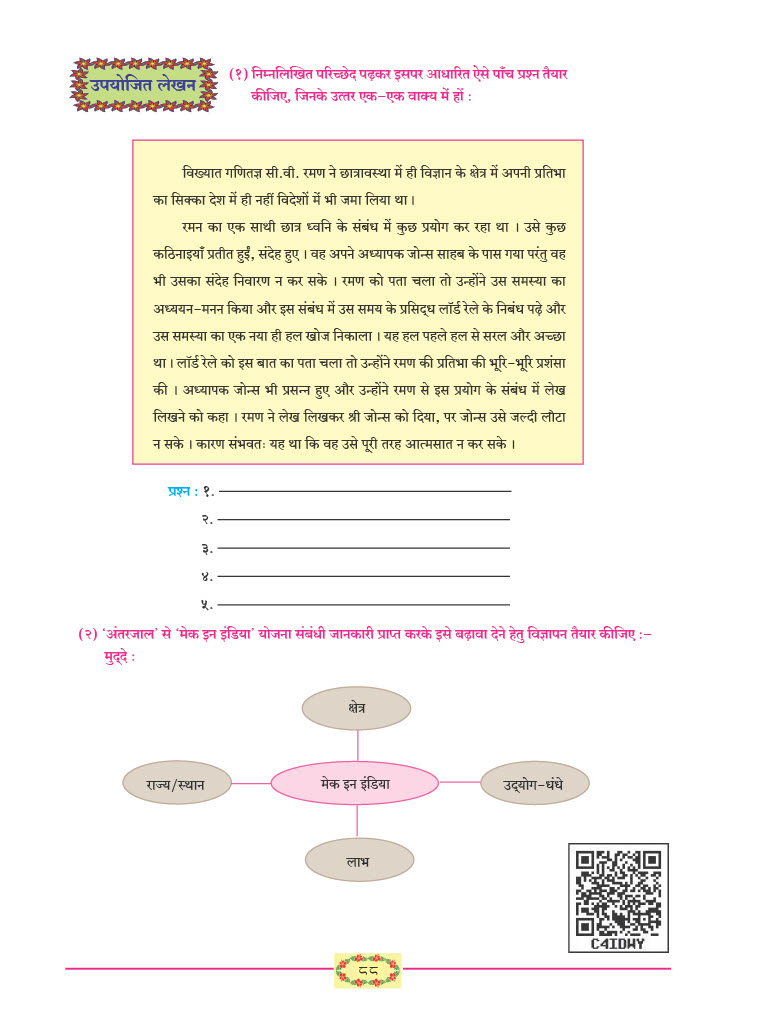 उपयोजित लेखन
(१) निम्नलिखित परिच्छेद पढ़कर इसपर आधारित ऐसे पाँच प्रश्न तैयार
कीजिए, जिनके उत्तर एक-एक वाक्य में हों :
विख्यात गणितज्ञ सी.वी. रमण ने छात्रावस्था में ही विज्ञान के क्षेत्र में अपनी प्रतिभा
का सिक्का देश में ही नहीं विदेशों में भी जमा लिया था ।
रमन का एक साथी छात्र ध्वनि के संबंध में कुछ प्रयोग कर रहा था । उसे कुछ
कठिनाइयाँ प्रतीत हुईं, संदेह हुए । वह अपने अध्यापक जोन्स साहब के पास गया परंतु वह
भी उसका संदेह निवारण न कर सके । रमण को पता चला तो उन्होंने उस समस्या का
अध्ययन-मनन किया और इस संबंध में उस समय के प्रसिद्ध लॉर्ड रेले के निबंध पढ़े और
उस समस्या का एक नया ही हल खोज निकाला । यह हल पहले हल से सरल और अच्छा
था । लॉर्ड रेले को इस बात का पता चला तो उन्होंने रमण की प्रतिभा की भूरि-भूरि प्रशंसा
की । अध्यापक जोन्स भी प्रसन्न हुए और उन्होंने रमण से इस प्रयोग के संबंध में लेख
लिखने को कहा । रमण ने लेख लिखकर श्री जोन्स को दिया, पर जोन्स उसे जल्दी लौटा
न सके । कारण संभवतः यह था कि वह उसे पूरी तरह आत्मसात न कर सके ।
प्रश्न : १.
२.
३.
४.
५.
(२) 'अंतरजाल' से 'मेक इन इंडिया' योजना संबंधी जानकारी प्राप्त करके इसे बढ़ावा देने हेतु विज्ञापन तैयार कीजिए :-
मुद्दे :
क्षेत्र
राज्य/स्थान
मेक इन इंडिया
उद्योग-धंधे
लाभ
C4IDWY
८८